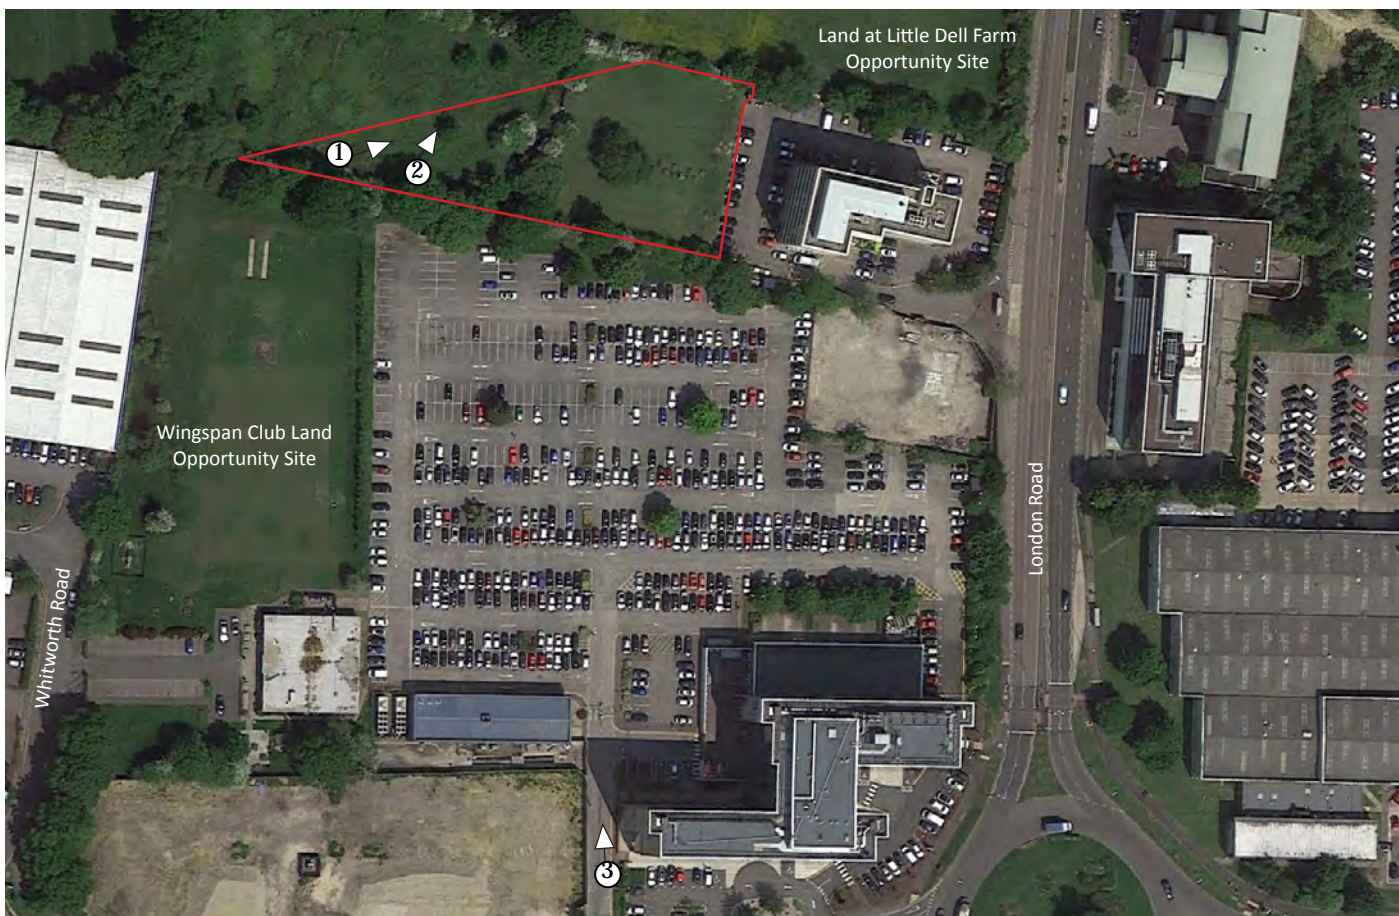 Land at Little Dell Farm
Opportunity Site
1
2
Wingspan Club Land
Opportunity Site
London Road
Whitworth Road
3